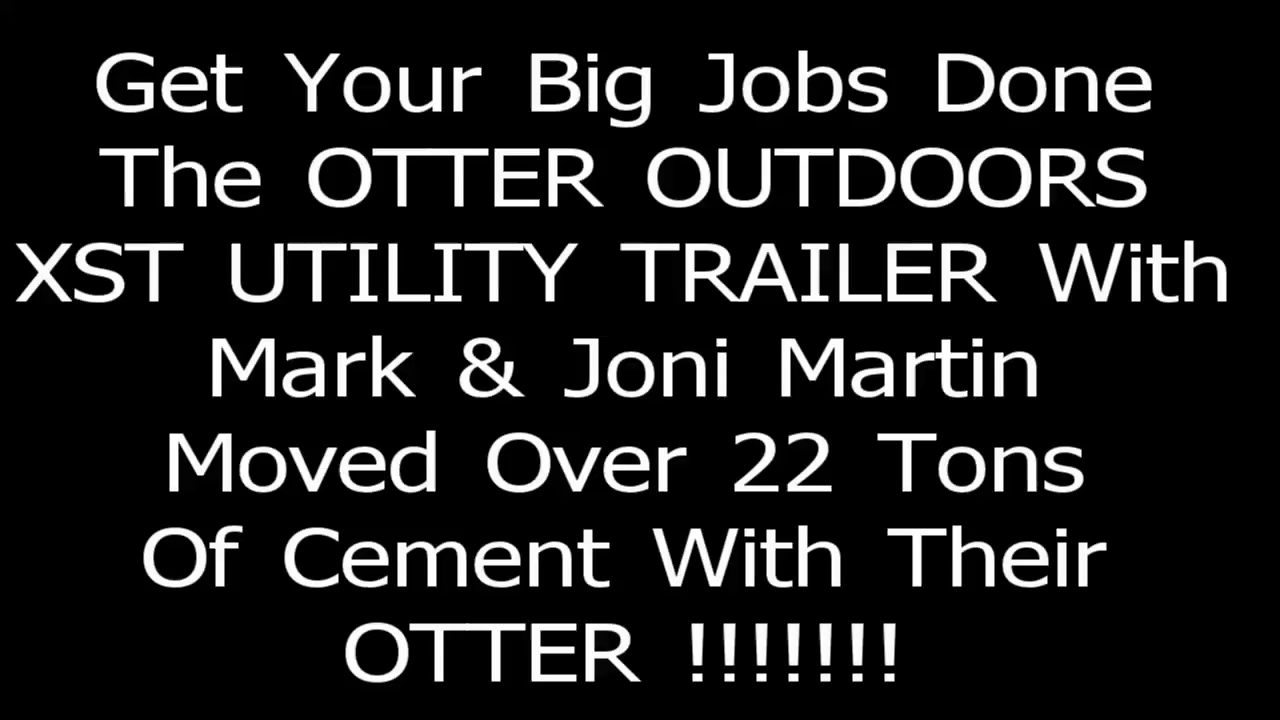 Get Your Big Jobs Done
The OTTER OUTDOORS
XST UTILITY TRAILER With
Mark & Joni Martin
Moved Over 22 Tons
Of Cement With Their
OTTER !!!!!!!